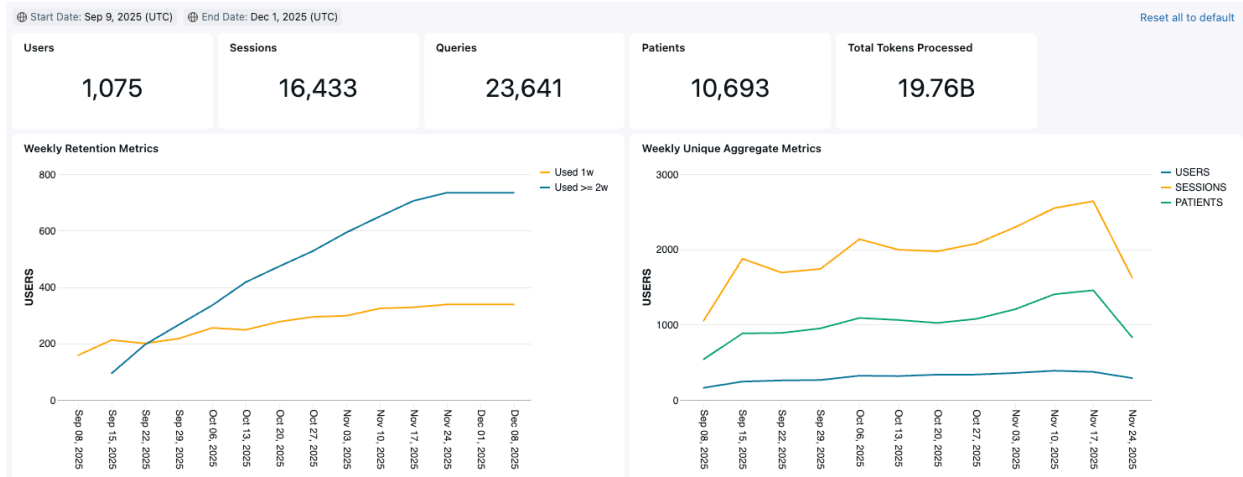 Start Date: Sep 9, 2025 (UTC) End Date: Dec 1, 2025 (UTC) Reset all to default
Users
1,075
Sessions
16,433
Queries
23,641
Patients
10,693
Total Tokens Processed
19.76B
Weekly Retention Metrics
Used 1w
Used >= 2w
USERS
800
600
400
200
0
Sep 08, 2025
Sep 15, 2025
Sep 22, 2025
Sep 29, 2025
Oct 06, 2025
Oct 13, 2025
Oct 20, 2025
Oct 27, 2025
Nov 03, 2025
Nov 10, 2025
Nov 17, 2025
Nov 24, 2025
Dec 01, 2025
Dec 08, 2025
Weekly Unique Aggregate Metrics
USERS
SESSIONS
PATIENTS
USERS
3000
2000
1000
0
Sep 08, 2025
Sep 15, 2025
Sep 22, 2025
Sep 29, 2025
Oct 06, 2025
Oct 13, 2025
Oct 20, 2025
Oct 27, 2025
Nov 03, 2025
Nov 10, 2025
Nov 17, 2025
Nov 24, 2025